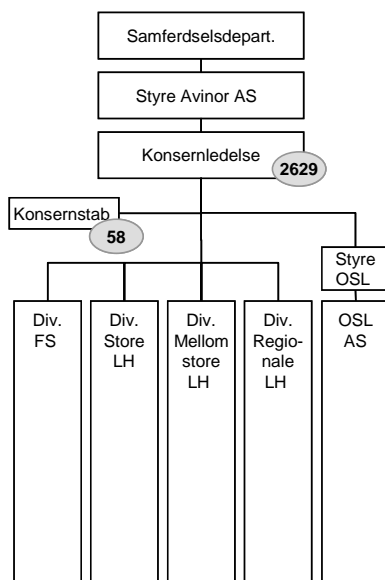 Samferdselsdepart.
Styre Avinor AS
Konsernledelse
2629
Konsernstab
58
Styre
OSL
Div.
FS
Div.
Store
LH
Div.
Mellom
store
LH
Div.
Regio-
nale
LH
OSL
AS